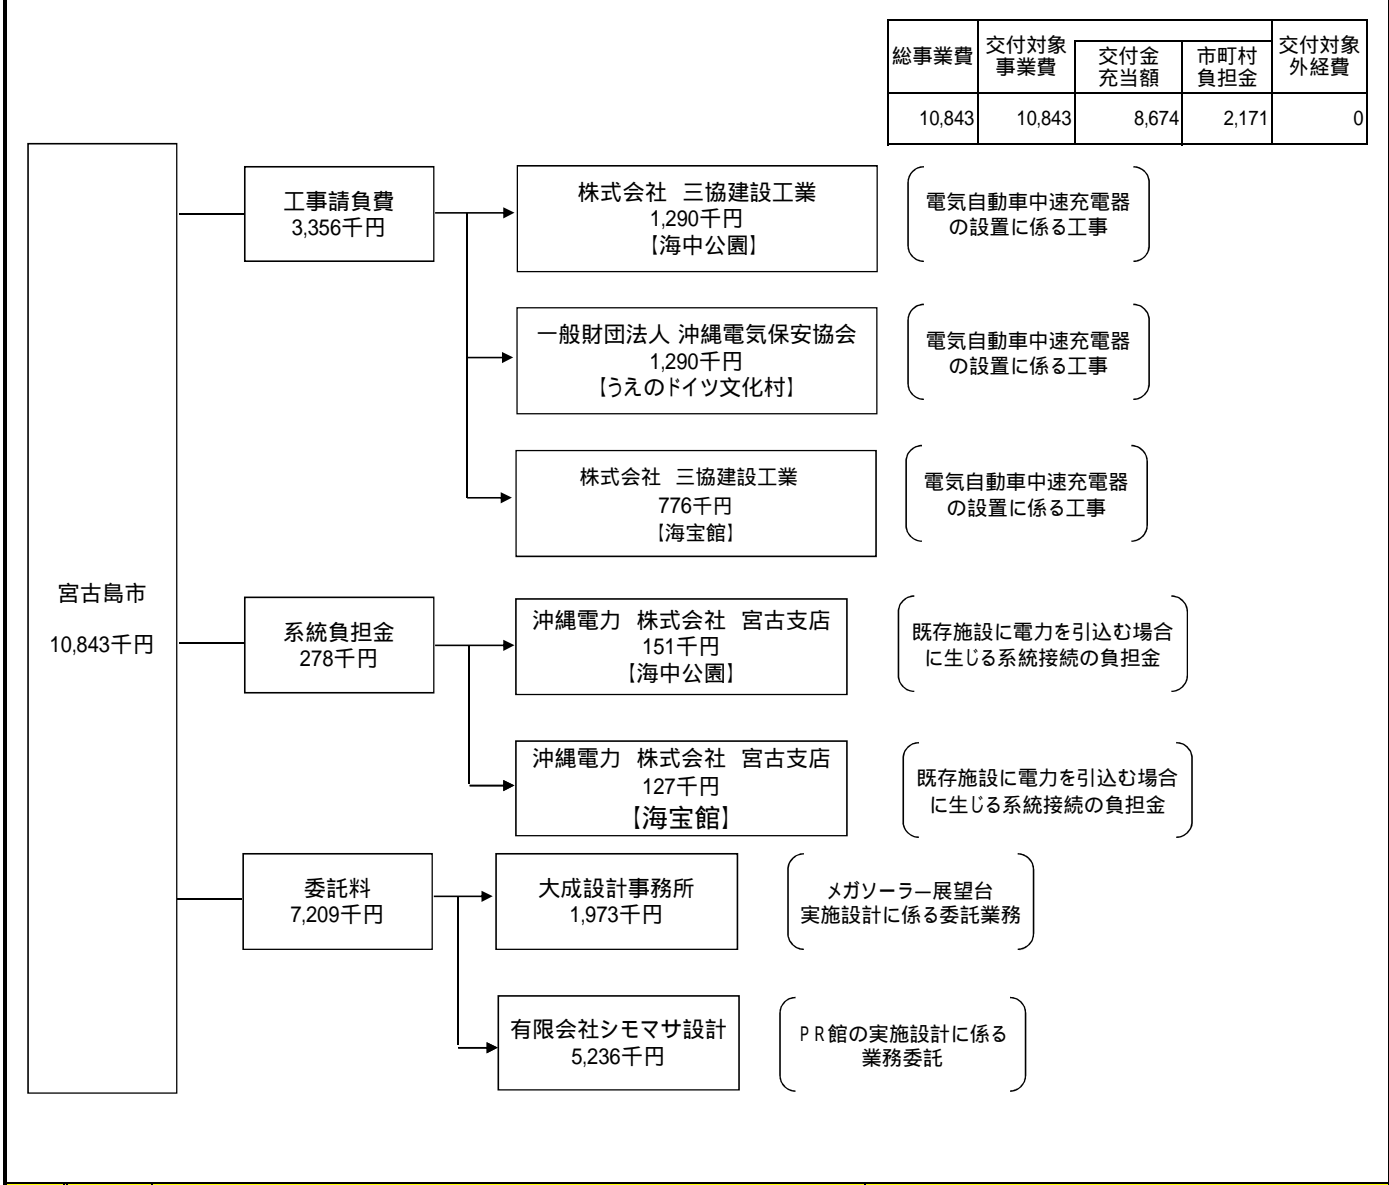 総事業費
交付対象
事業費
交付金
充当額
市町村
負担金
交付対象
外経費
10,843
10,843
8,674
2,171
0
宮古島市
10,843千円
工事請負費
3,356千円
株式会社　三協建設工業
1,290千円
【海中公園】
電気自動車中速充電器
の設置に係る工事
一般財団法人 沖縄電気保安協会
1,290千円
【うえのドイツ文化村】
電気自動車中速充電器
の設置に係る工事
株式会社　三協建設工業
776千円
【海宝館】
電気自動車中速充電器
の設置に係る工事
系統負担金
278千円
沖縄電力　株式会社　宮古支店
151千円
【海中公園】
既存施設に電力を引込む場合
に生じる系統接続の負担金
沖縄電力　株式会社　宮古支店
127千円
【海宝館】
既存施設に電力を引込む場合
に生じる系統接続の負担金
委託料
7,209千円
大成設計事務所
1,973千円
メガソーラー展望台
実施設計に係る委託業務
有限会社シモマサ設計
5,236千円
ＰＲ館の実施設計に係る
業務委託